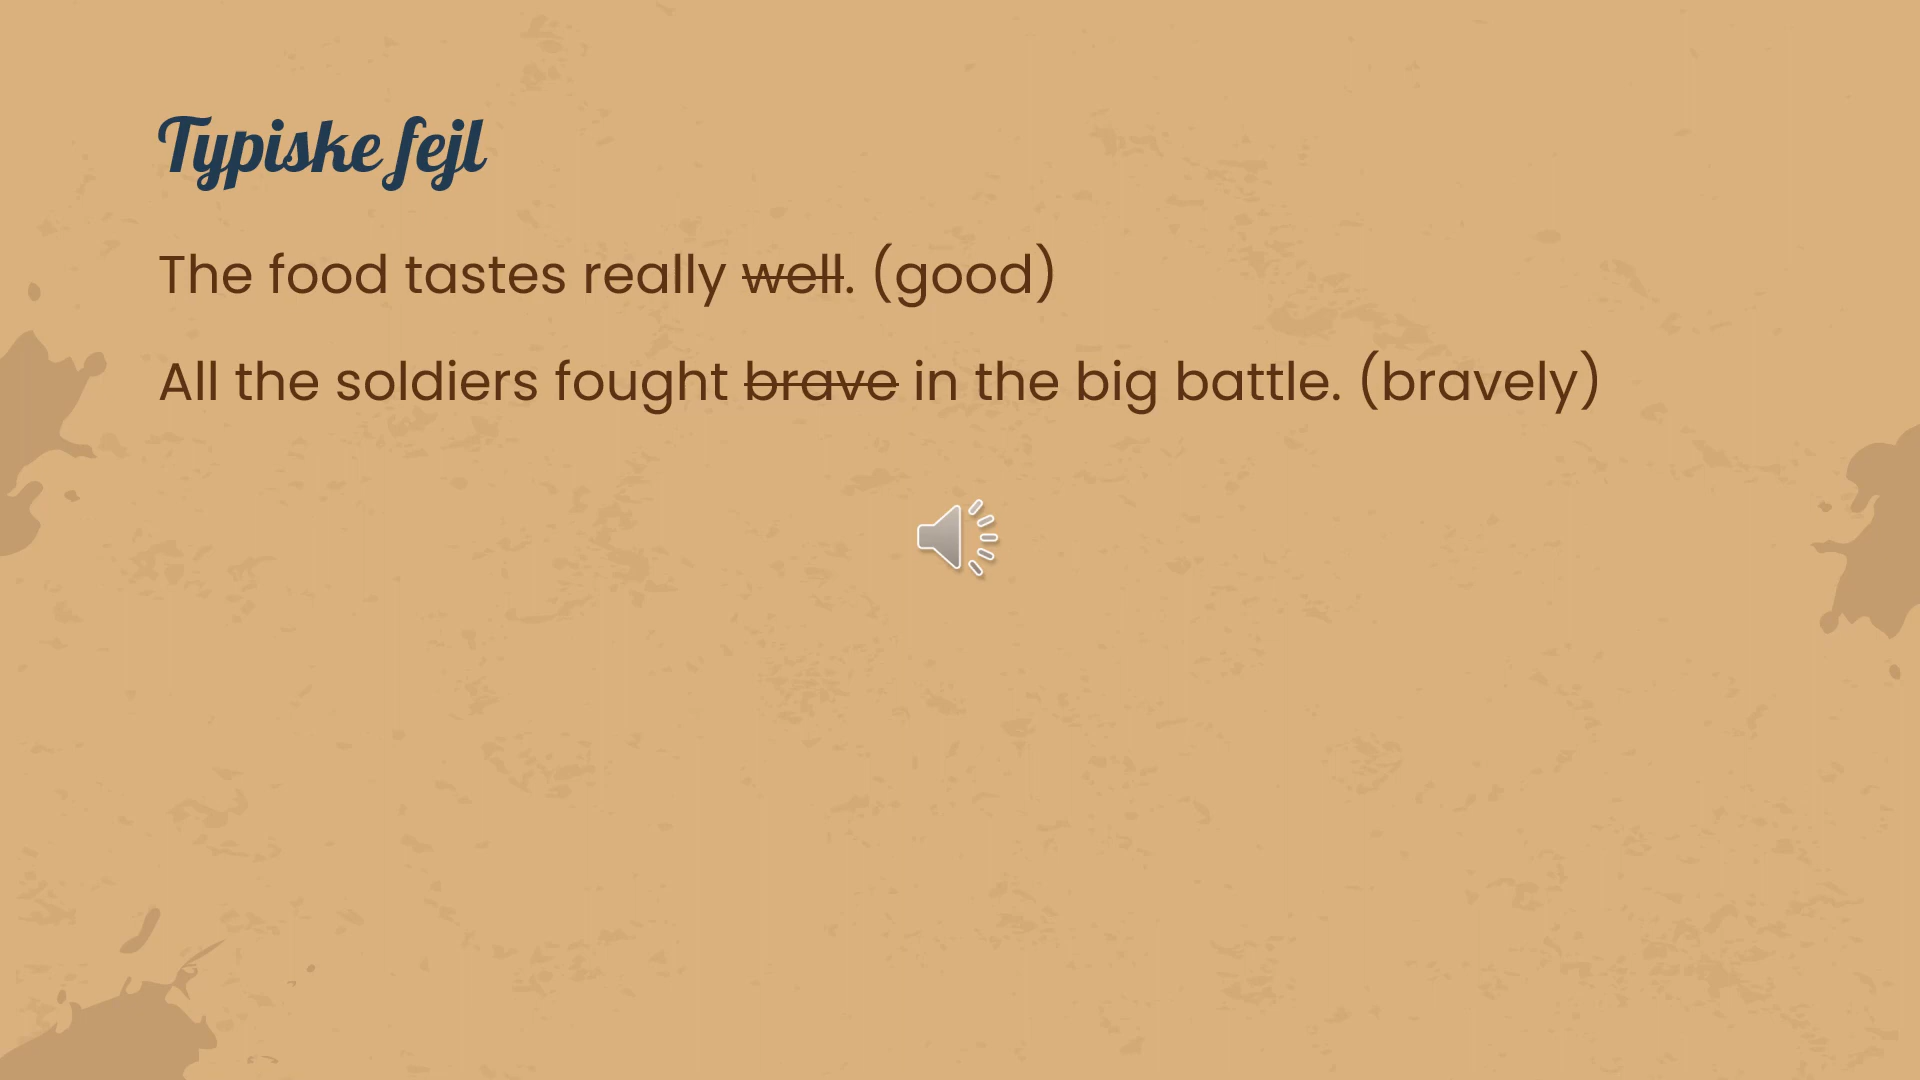 Typiske fejl
The food tastes really well. (good)
All the soldiers fought brave in the big battle. (bravely)